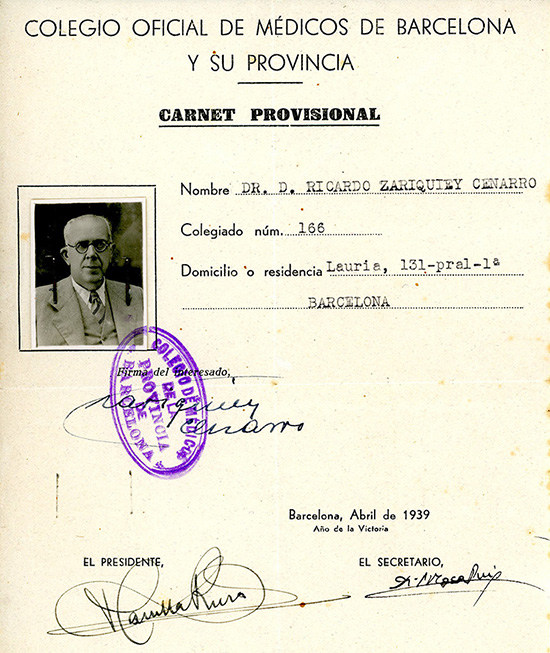 COLEGIO OFICIAL DE MÉDICOS DE BARCELONA
Y SU PROVINCIA
CARNET PROVISIONAL
Nombre DR. D. RICARDO ZARIQUIEY CENARRO
Colegiado núm. 166
Domicilio o residencia Lauria, 131-pral-1ª
BARCELONA
Firma del interesado,
Zariquiey
Cenarro
COLEGIO DE MEDICOS
DE LA
PROVINCIA
DE
BARCELONA
Barcelona, Abril de 1939
Año de la Victoria
EL PRESIDENTE,
EL SECRETARIO,